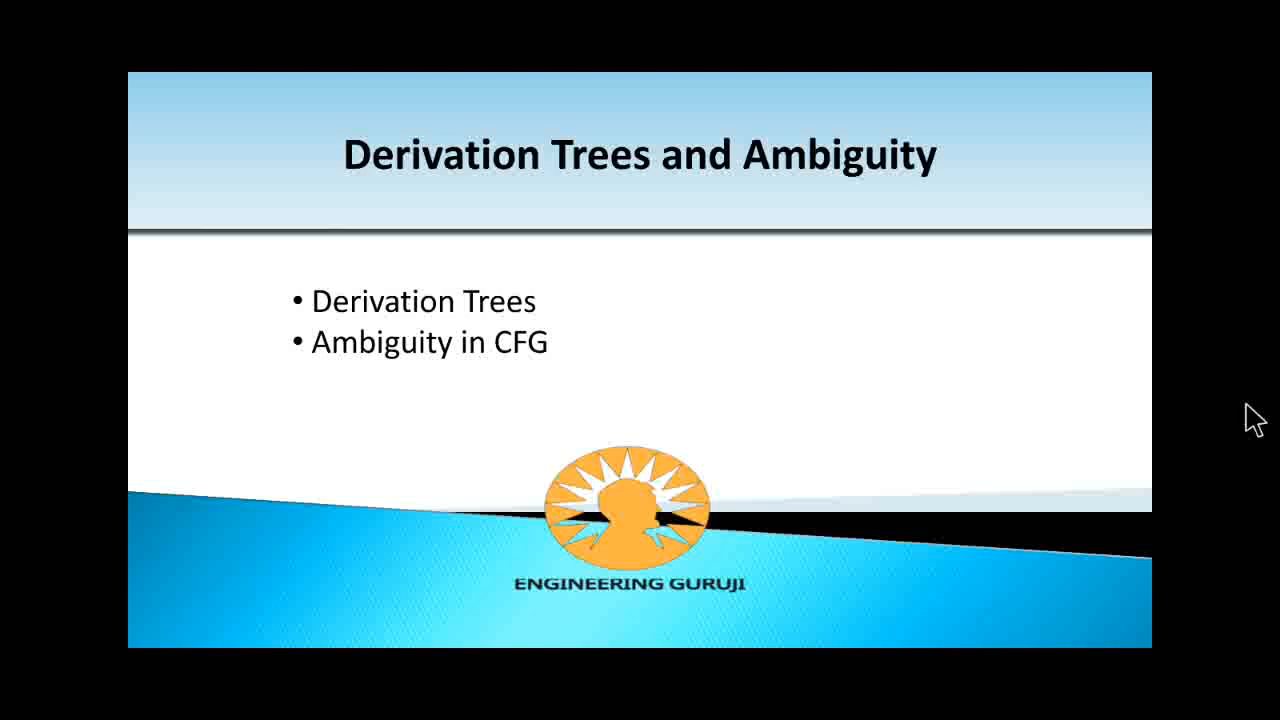 Derivation Trees and Ambiguity
• Derivation Trees
• Ambiguity in CFG
ENGINEERING GURUJI